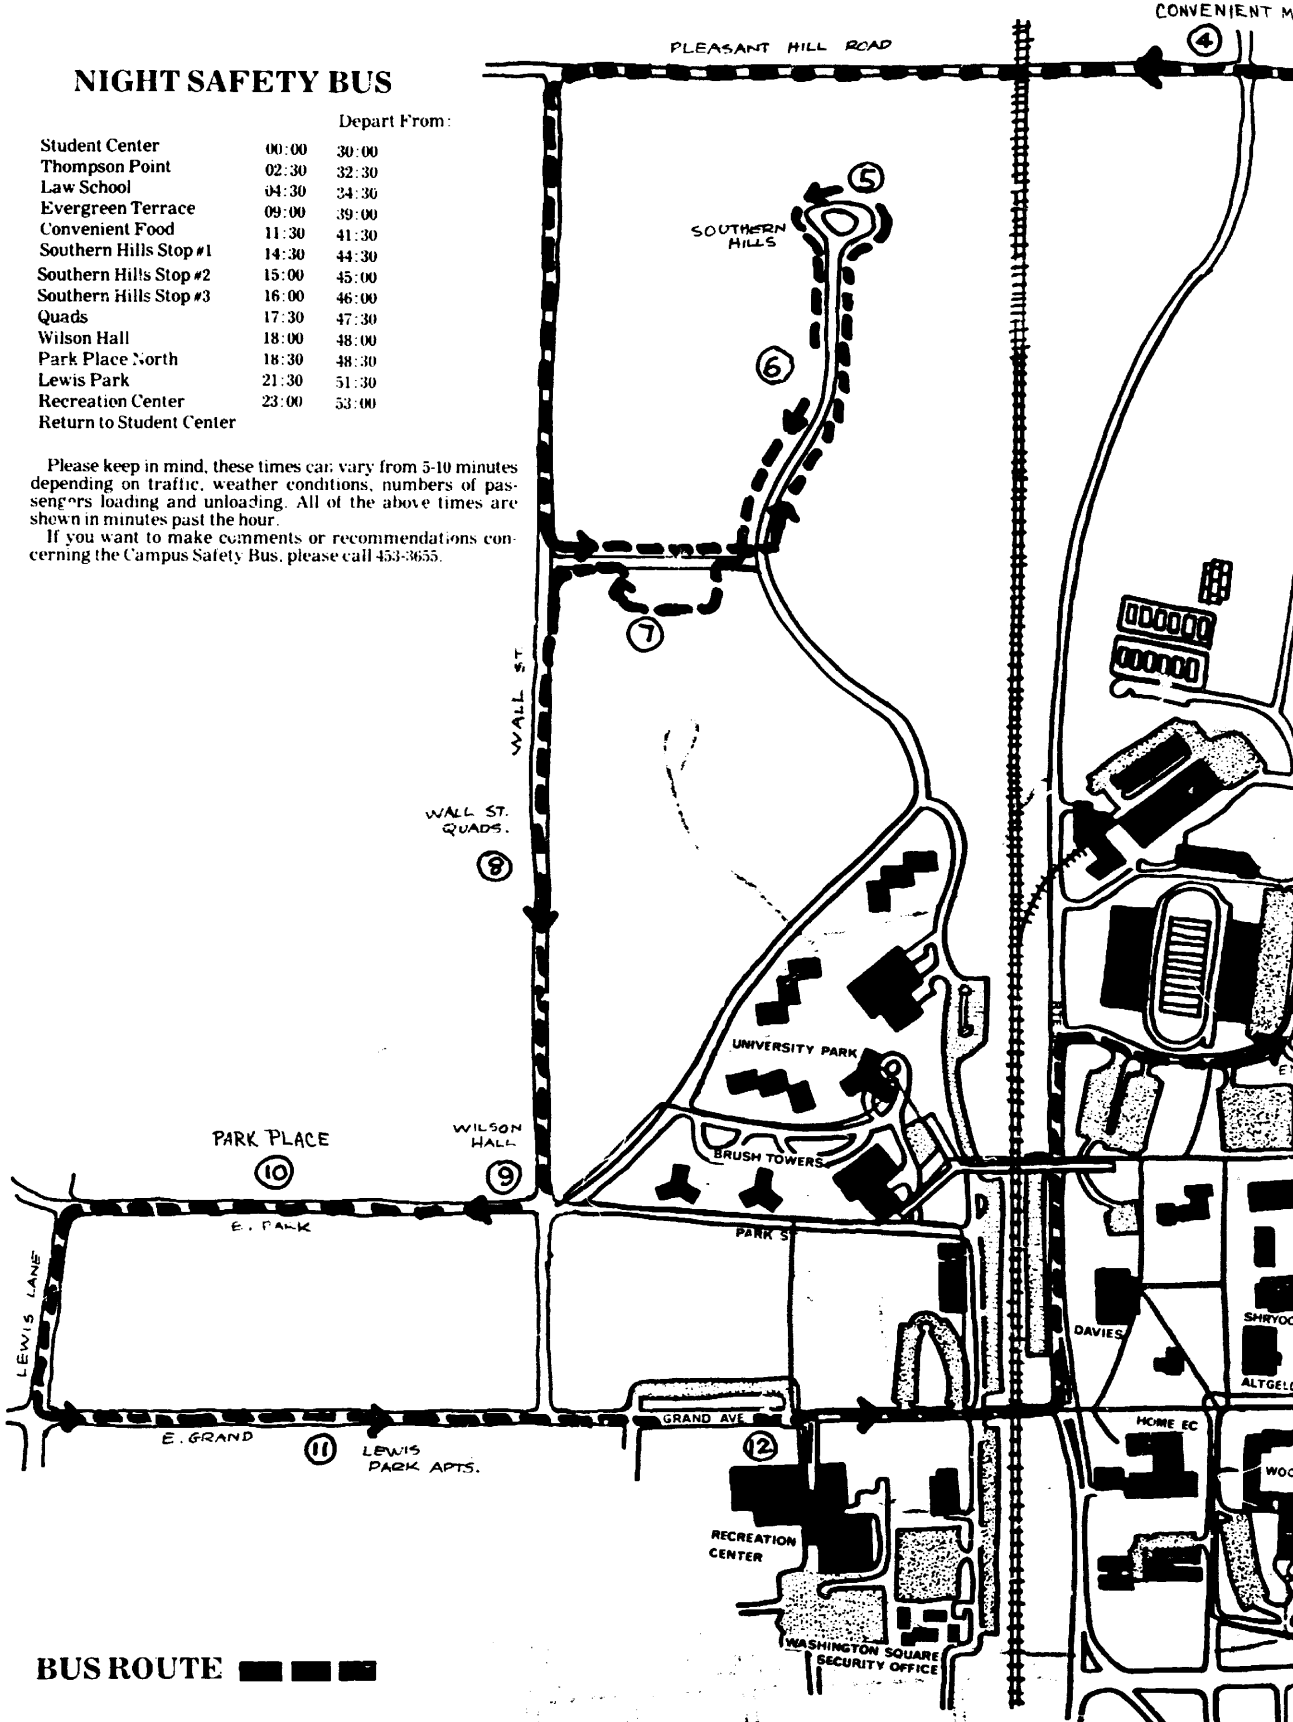 CONVENIENT M
4
PLEASANT HILL ROAD
NIGHT SAFETY BUS
Depart From:
Student Center 00:00 30:00
Thompson Point 02:30 32:30
Law School 04:30 34:30
Evergreen Terrace 09:00 39:00
Convenient Food 11:30 41:30
Southern Hills Stop #1 14:30 44:30
Southern Hills Stop #2 15:00 45:00
Southern Hills Stop #3 16:00 46:00
Quads 17:30 47:30
Wilson Hall 18:00 48:00
Park Place North 18:30 48:30
Lewis Park 21:30 51:30
Recreation Center 23:00 53:00
Return to Student Center
Please keep in mind, these times can vary from 5-10 minutes
depending on traffic, weather conditions, numbers of pas-
sengers loading and unloading. All of the above times are
shown in minutes past the hour.
If you want to make comments or recommendations con-
cerning the Campus Safety Bus, please call 453-3655.
5
SOUTHERN
HILLS
6
7
WALL ST.
WALL ST.
QUADS.
8
UNIVERSITY PARK
PARK PLACE
10
WILSON
HALL
9
BRUSH TOWERS
E. PARK
PARK S
LEWIS LANE
DAVIES
SHRYOC
ALTGEL
GRAND AVE
HOME EC
E. GRAND
11
LEWIS
PARK APTS.
12
WOO
RECREATION
CENTER
WASHINGTON SQUARE
SECURITY OFFICE
BUS ROUTE